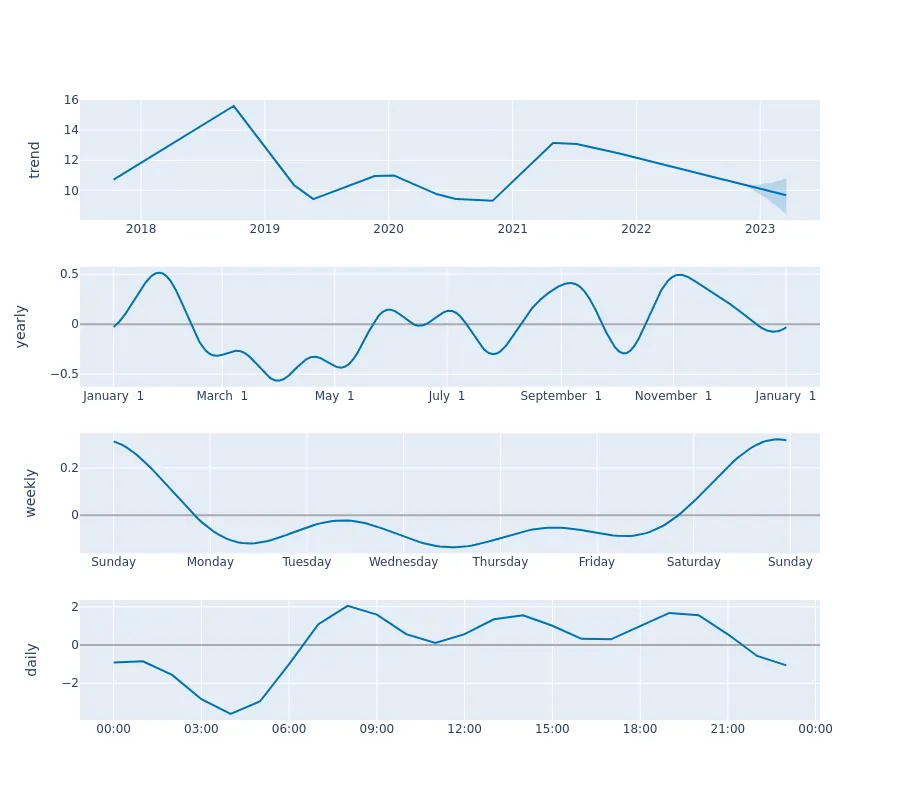 trend
16
14
12
10
2018 2019 2020 2021 2022 2023
yearly
0.5
0
−0.5
January 1 March 1 May 1 July 1 September 1 November 1 January 1
weekly
0.2
0
Sunday Monday Tuesday Wednesday Thursday Friday Saturday Sunday
daily
2
0
−2
00:00 03:00 06:00 09:00 12:00 15:00 18:00 21:00 00:00